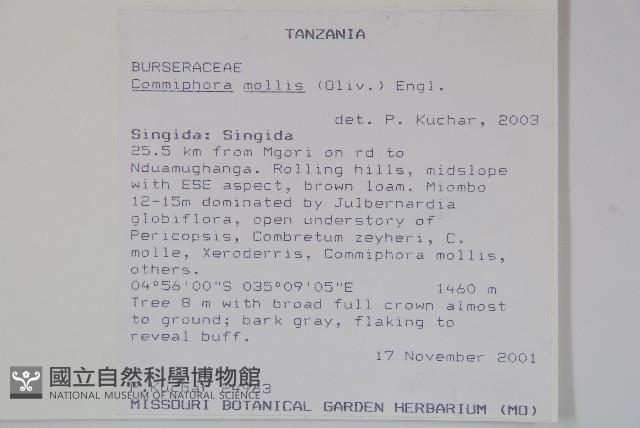 TANZANIA
BURSERACEAE
Commiphora mollis (Oliv.) Engl.
det. P. Kuchar, 2003
Singida: Singida
25.5 km from Mgori on rd to
Nduamughanga. Rolling hills, midslope
with ESE aspect, brown loam. Miombo
12-15m dominated by Julbernardia
globiflora, open understory of
Pericopsis, Combretum zeyheri, C.
molle, Xeroderris, Commiphora mollis,
others.
04°56'00"S 035°09'05"E 1460 m
Tree 8 m with broad full crown almost
to ground; bark gray, flaking to
reveal buff.
17 November 2001
P. Kuchar
國立自然科學博物館
NATIONAL MUSEUM OF NATURAL SCIENCE
MISSOURI BOTANICAL GARDEN HERBARIUM (MO)